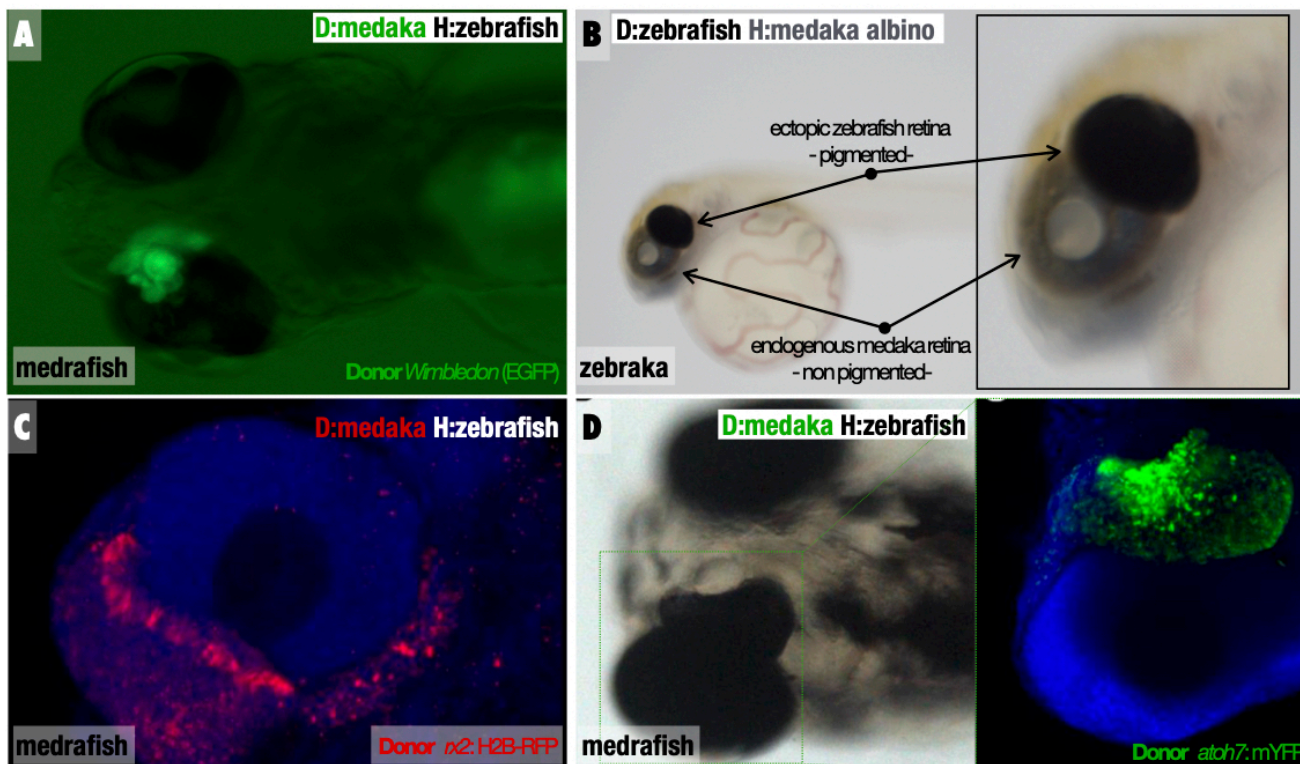 A
D:medaka H:zebrafish
medrafish
Donor Wimbledon (EGFP)
B
D:zebrafish H:medaka albino
ectopic zebrafish retina
- pigmented-
endogenous medaka retina
- non pigmented-
zebraka
C
D:medaka H:zebrafish
medrafish
Donor rx2: H2B-RFP
D
D:medaka H:zebrafish
medrafish
Donor atoh7: mYFP